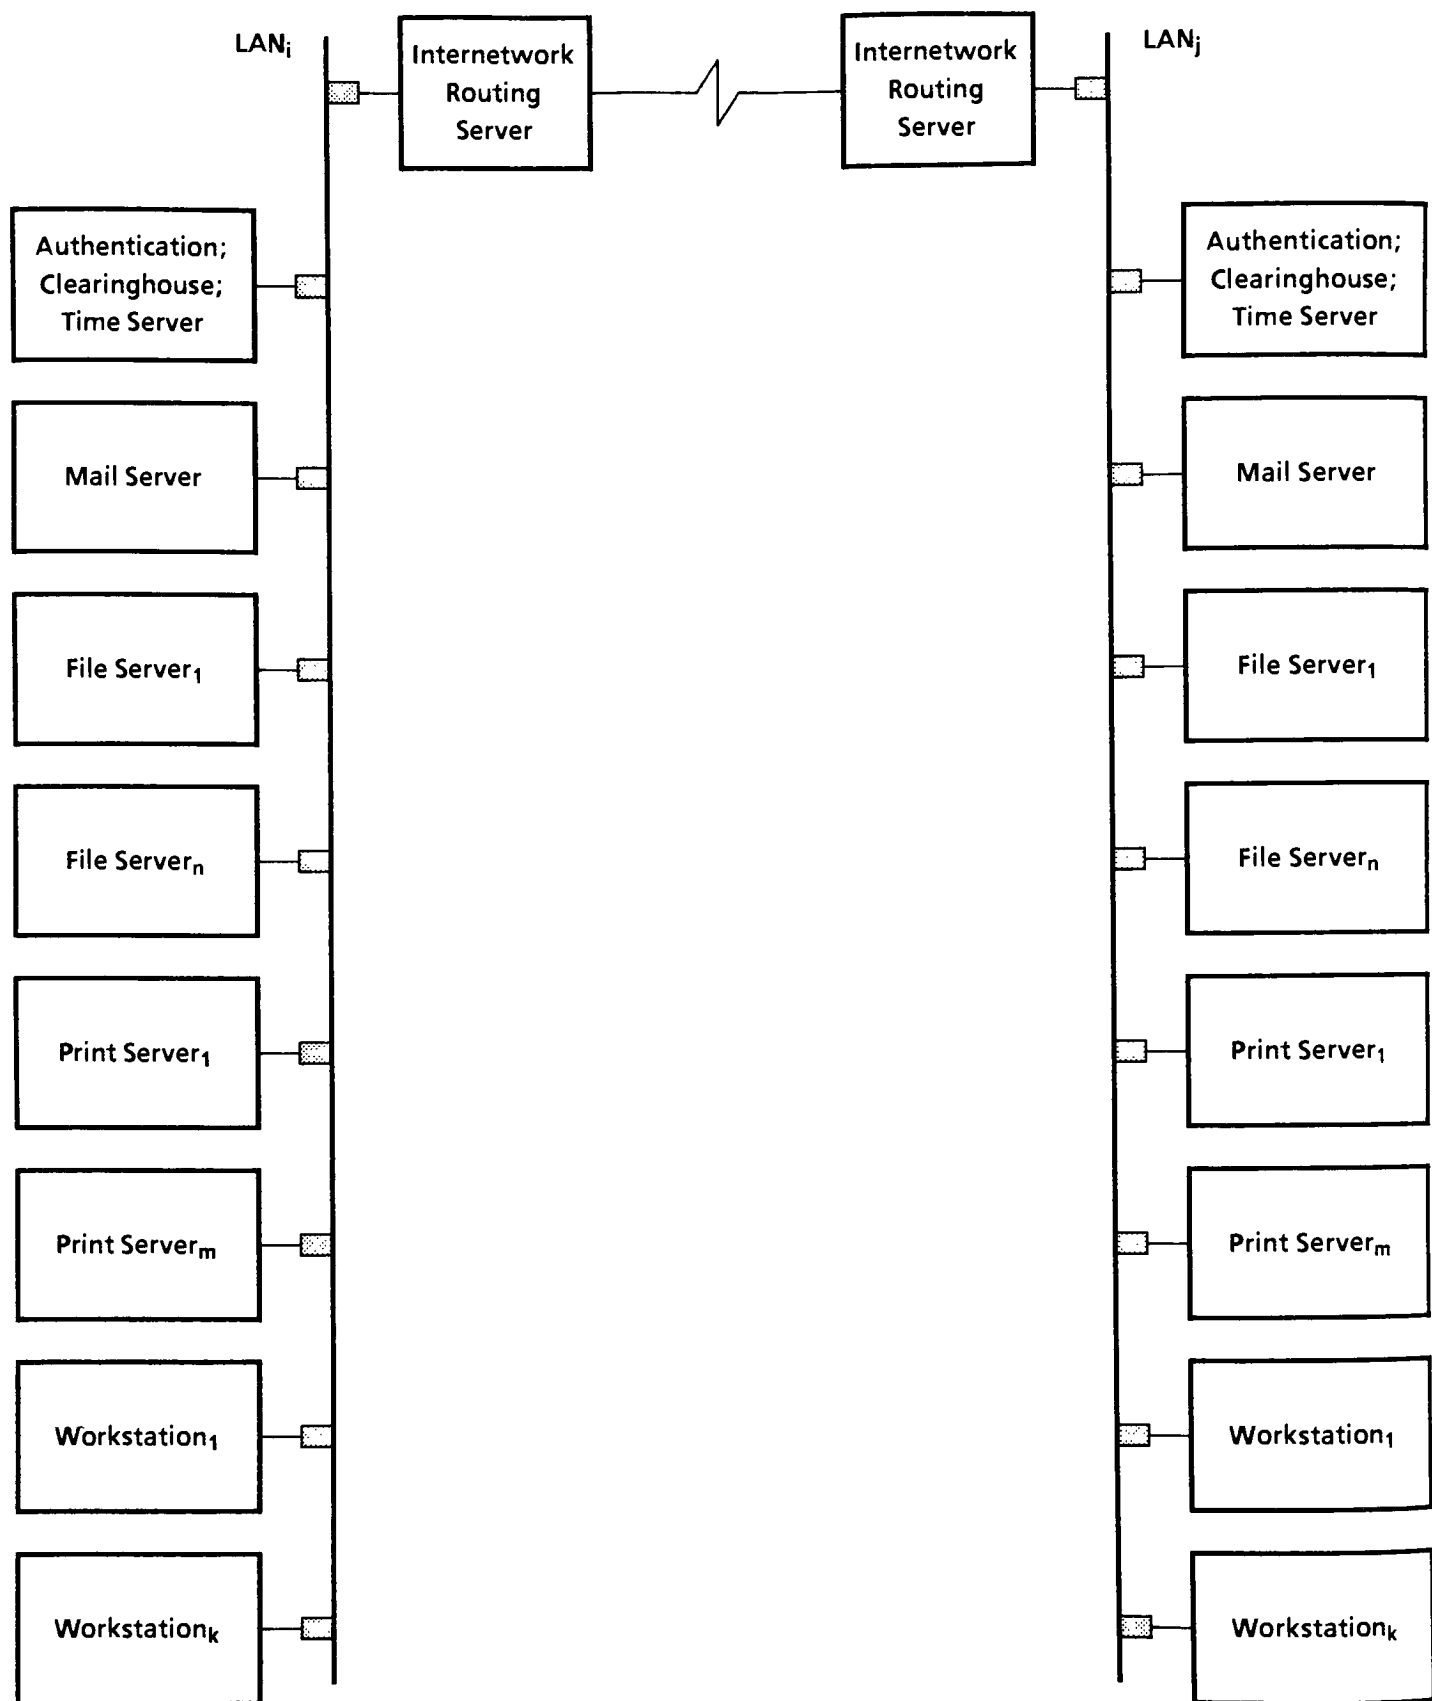 LANi
Internetwork
Routing
Server
Internetwork
Routing
Server
LANj
Authentication;
Clearinghouse;
Time Server
Authentication;
Clearinghouse;
Time Server
Mail Server
Mail Server
File Server1
File Server1
File Servern
File Servern
Print Server1
Print Server1
Print Serverm
Print Serverm
Workstation1
Workstation1
Workstationk
Workstationk